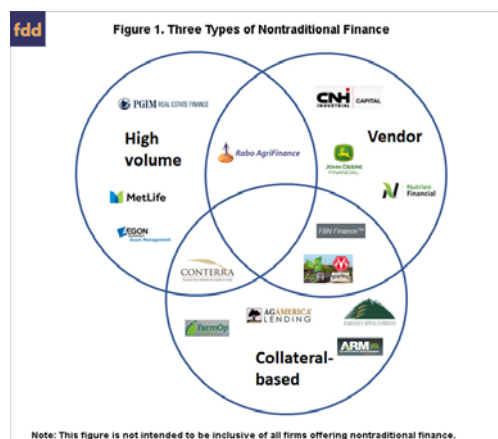 fdd
Figure 1. Three Types of Nontraditional Finance
PGIM REAL ESTATE FINANCE
CNH
INDUSTRIAL CAPITAL
High
volume
Vendor
Rabo AgriFinance
JOHN DEERE
FINANCIAL
MetLife
Nutrien
Financial
AEGON
Asset Management
FBN Finance™
CONTERRA
AGAMERICA
LENDING
FarmOp
ARM
Collateral-
based
Note: This figure is not intended to be inclusive of all firms offering nontraditional finance.